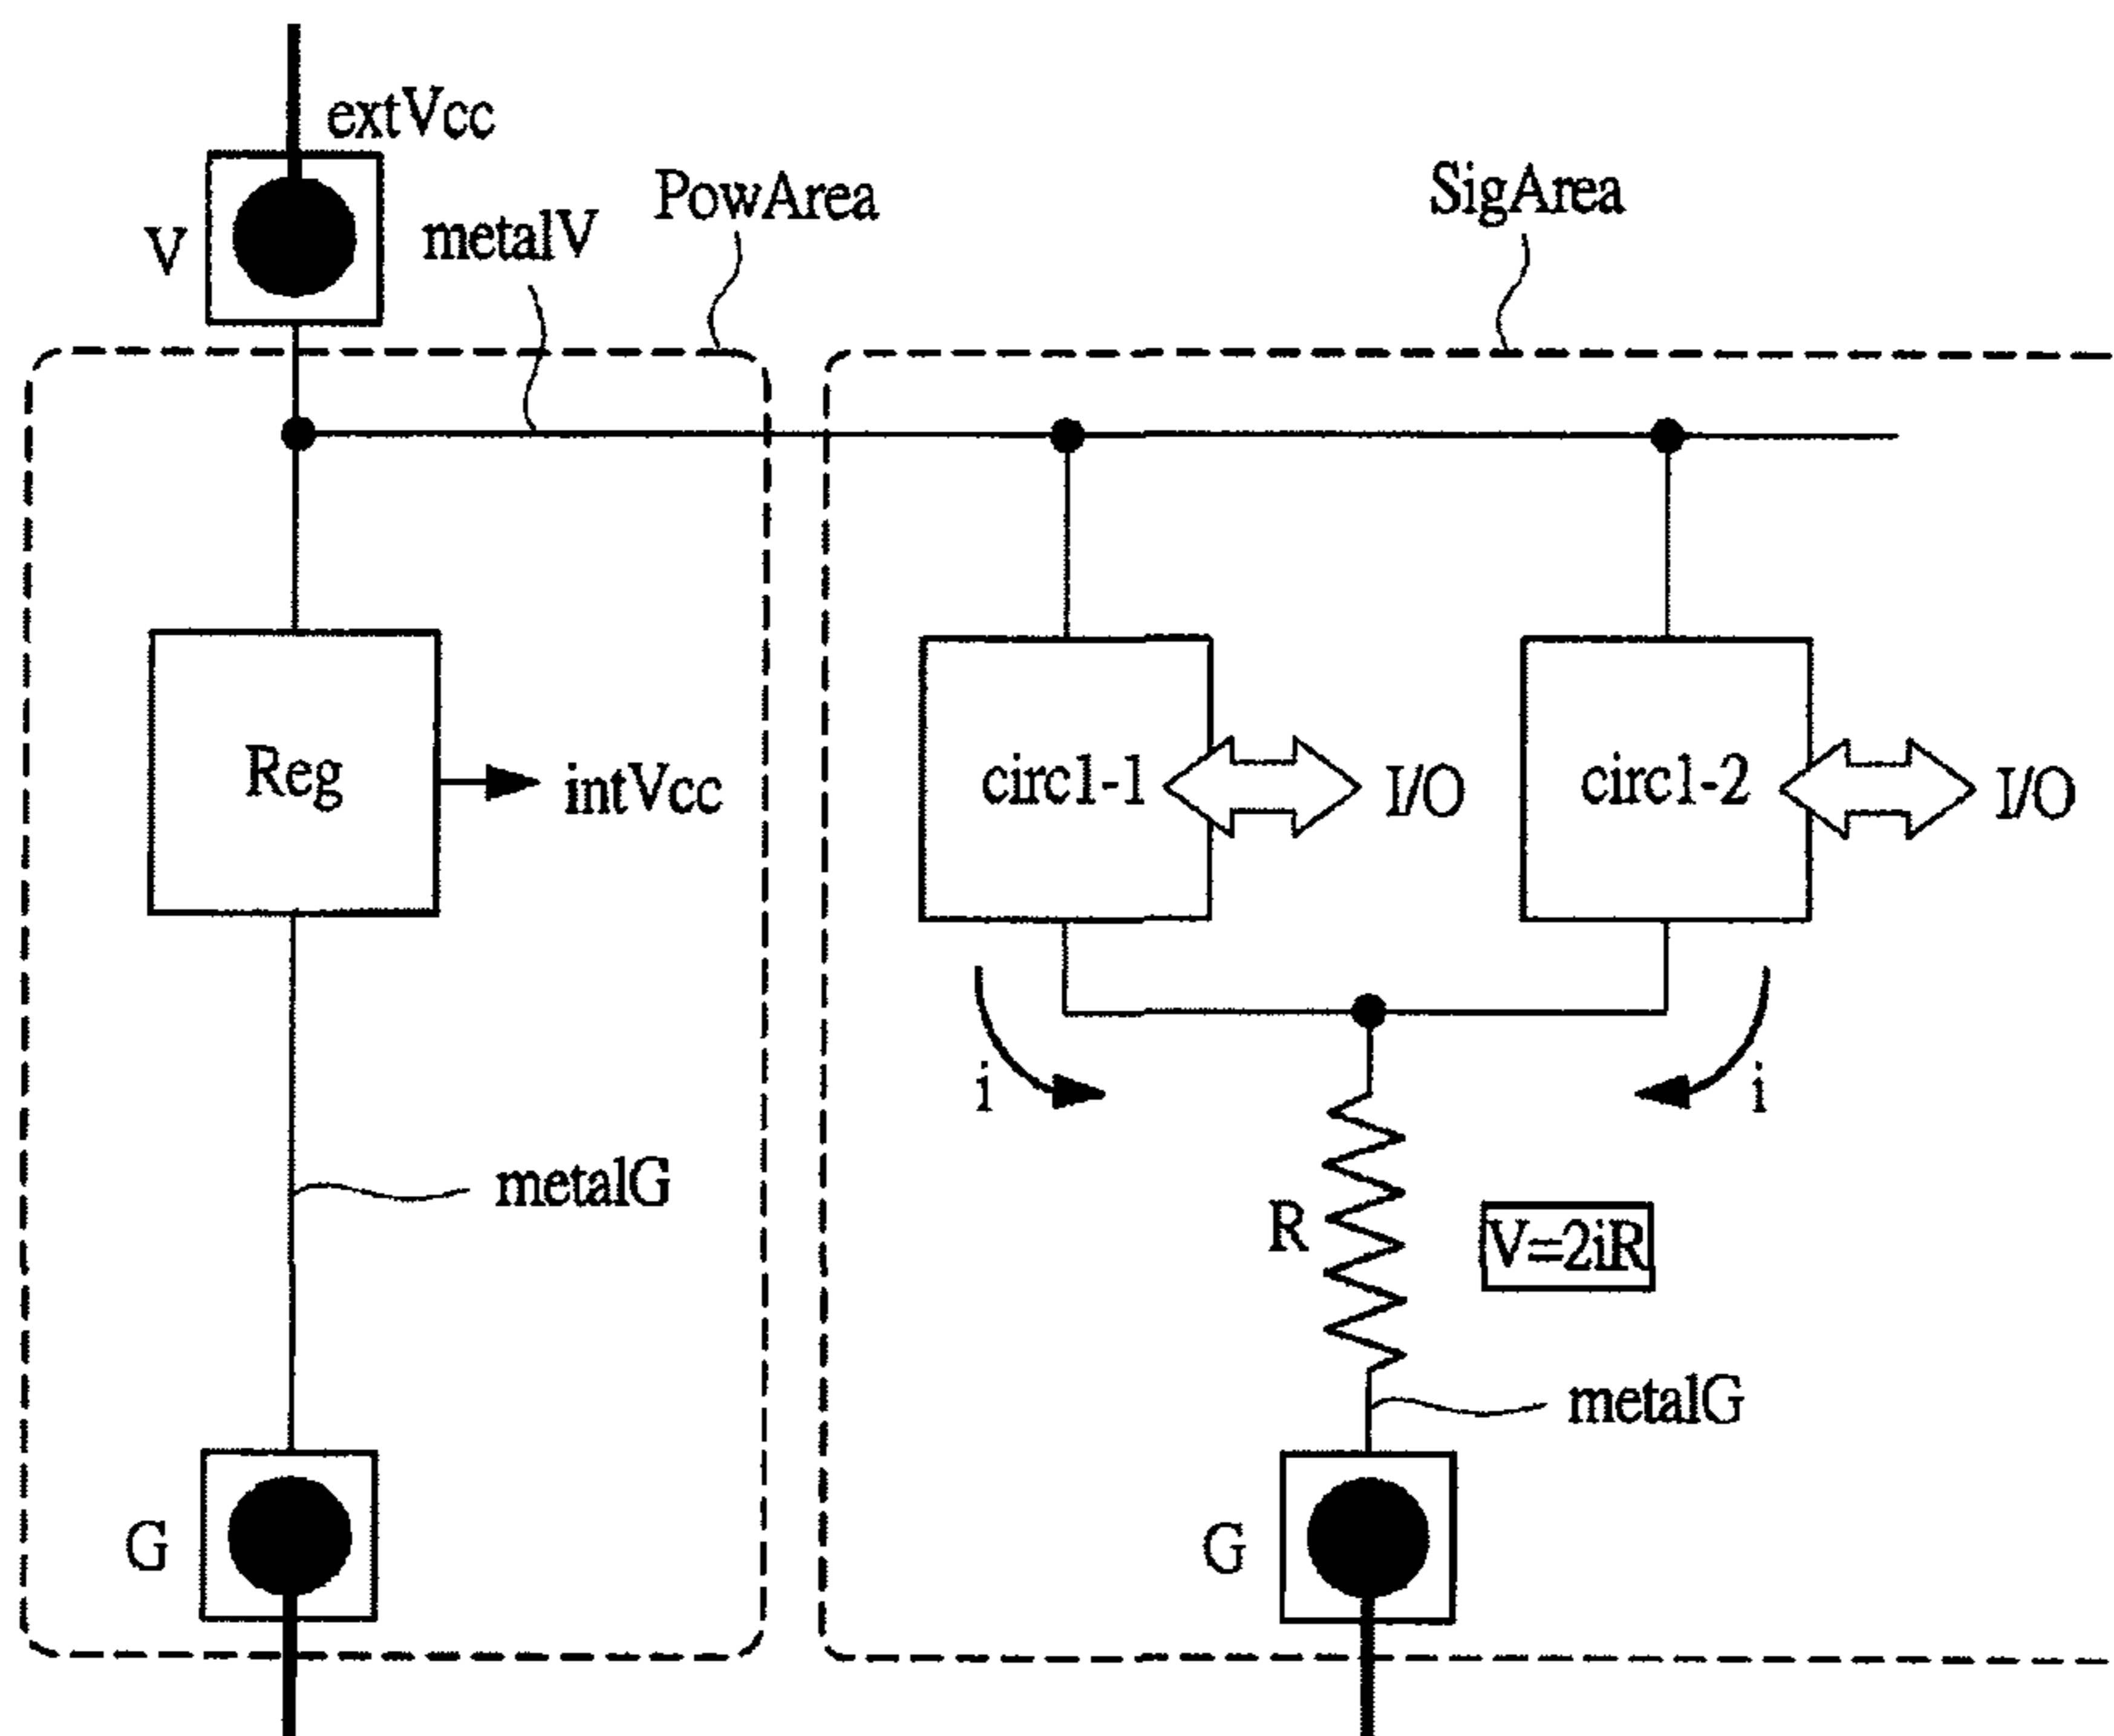 extVcc
V
metalV
PowArea
SigArea
Reg
intVcc
circ1-1
I/O
circ1-2
I/O
i
i
metalG
R
V=2iR
metalG
G
G